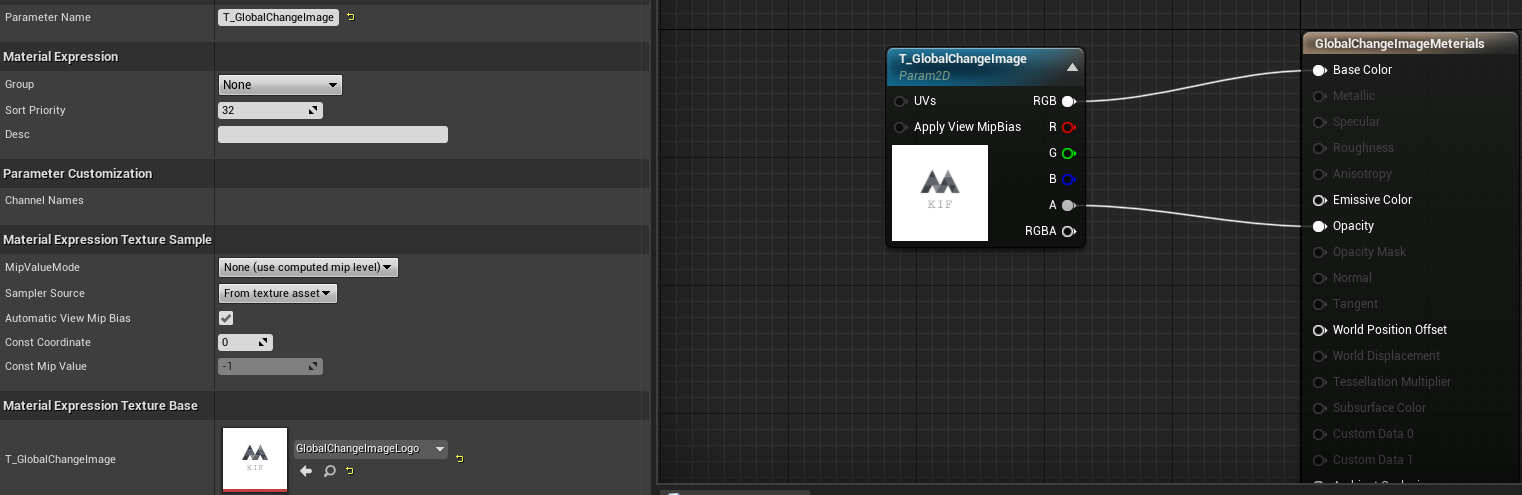 Parameter Name
T_GlobalChangeImage
Material Expression
Group
None
Sort Priority
32
Desc
Parameter Customization
Channel Names
Material Expression Texture Sample
MipValueMode
None (use computed mip level)
Sampler Source
From texture asset
Automatic View Mip Bias
Const Coordinate
0
Const Mip Value
-1
Material Expression Texture Base
T_GlobalChangeImage
KIF
GlobalChangeImageLogo
T_GlobalChangeImage
Param2D
UVs
RGB
Apply View MipBias
R
G
B
A
RGBA
KIF
GlobalChangeImageMeterials
Base Color
Metallic
Specular
Roughness
Anisotropy
Emissive Color
Opacity
Opacity Mask
Normal
Tangent
World Position Offset
World Displacement
Tessellation Multiplier
Subsurface Color
Custom Data 0
Custom Data 1